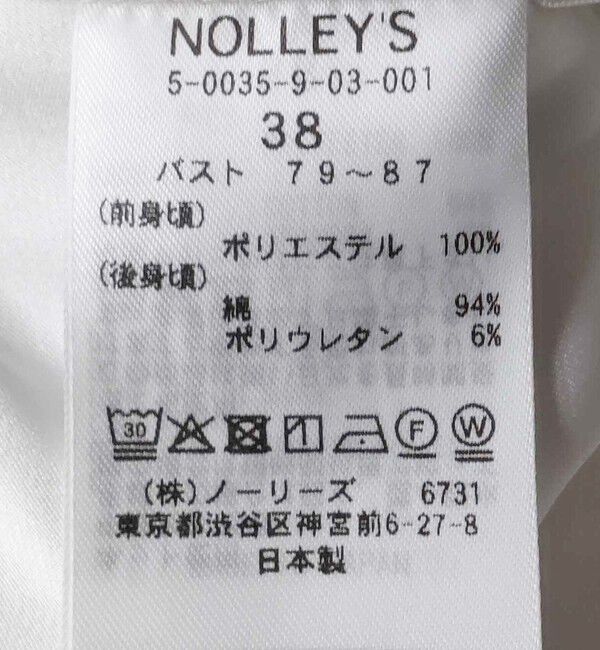 NOLLEY'S
5-0035-9-03-001
38
バスト 79～87
(前身頃)
ポリエステル 100%
(後身頃)
綿 94%
ポリウレタン 6%
30 F W
(株)ノーリーズ 6731
東京都渋谷区神宮前6-27-8
日本製